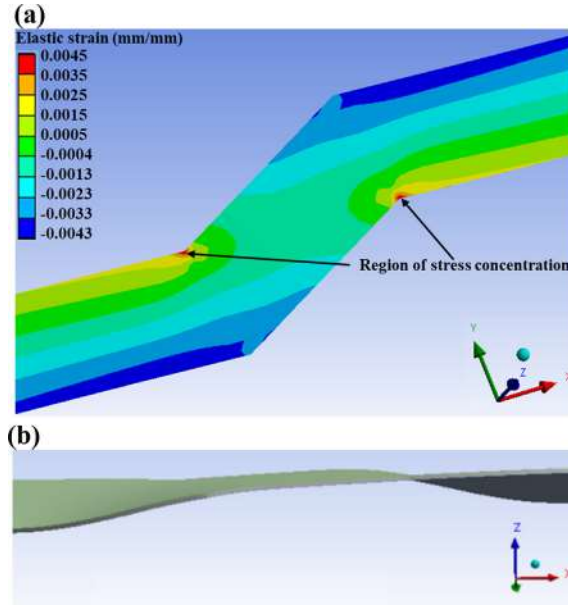 (a)
Elastic strain (mm/mm)
0.0045
0.0035
0.0025
0.0015
0.0005
-0.0004
-0.0013
-0.0023
-0.0033
-0.0043
Region of stress concentration
Y
Z
X
(b)
Z
X